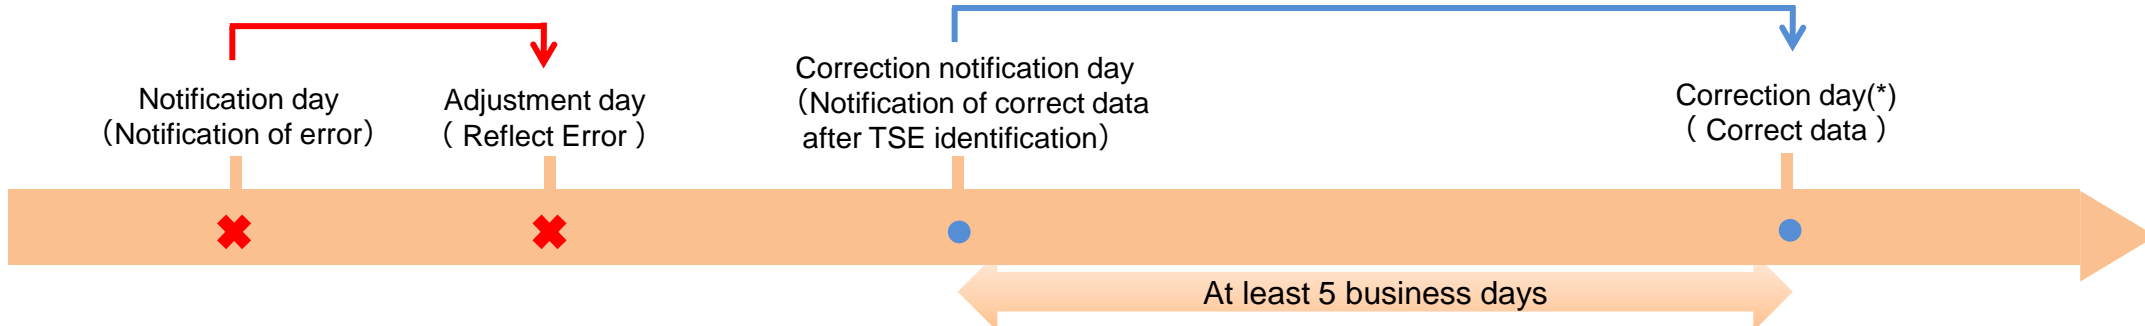 Notification day
（Notification of error）
Adjustment day
（ Reflect Error ）
Correction notification day
（Notification of correct data
after TSE identification）
Correction day(*)
（ Correct data ）
At least 5 business days